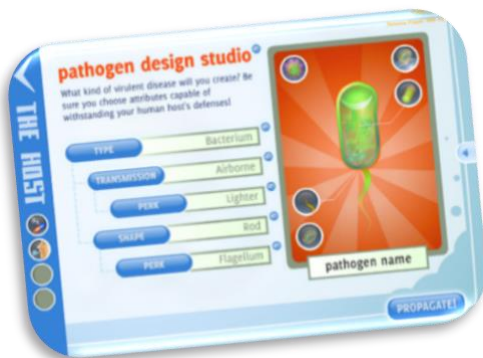 THE HOST
pathogen design studio
What kind of virulent disease will you create? Be
sure you choose attributes capable of
withstanding your human host's defenses!
TYPE Bacterium
TRANSMISSION Airborne
PERK Lighter
SHAPE Rod
PERK Flagellum
pathogen name
PROPAGATE!